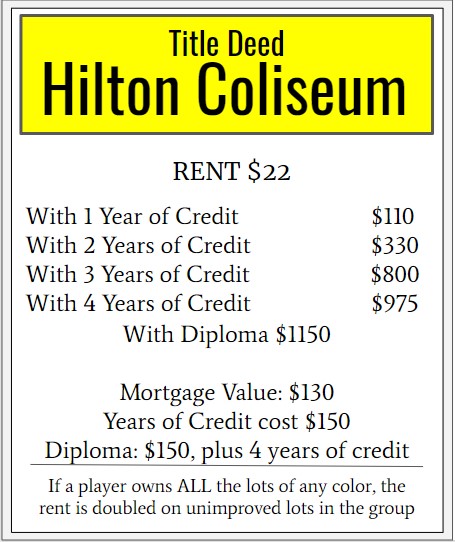 Title Deed
Hilton Coliseum
RENT $22
With 1 Year of Credit $110
With 2 Years of Credit $330
With 3 Years of Credit $800
With 4 Years of Credit $975
With Diploma $1150
Mortgage Value: $130
Years of Credit cost $150
Diploma: $150, plus 4 years of credit
If a player owns ALL the lots of any color, the
rent is doubled on unimproved lots in the group